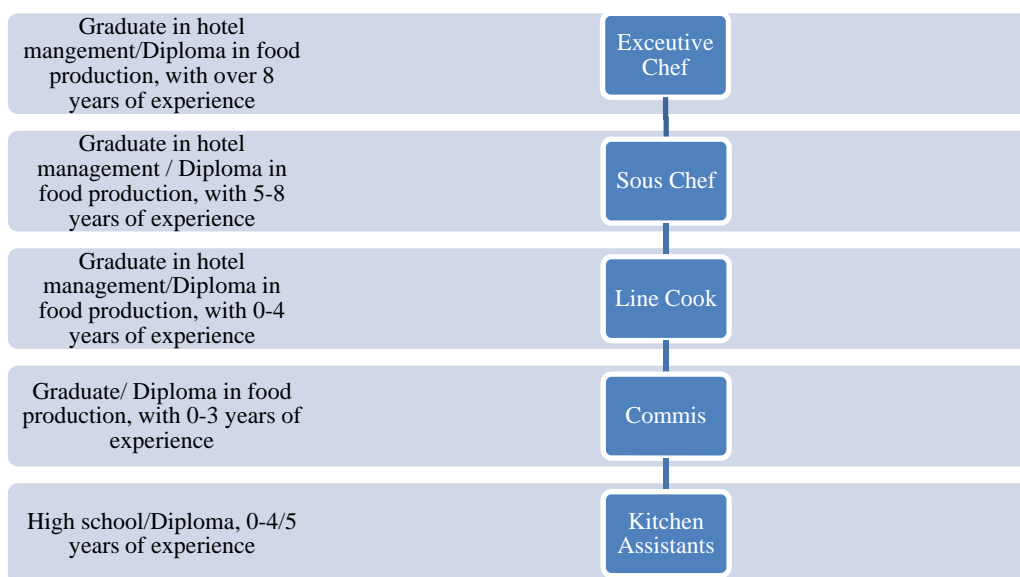 Graduate in hotel
mangement/Diploma in food
production, with over 8
years of experience
Exceutive
Chef
Graduate in hotel
management / Diploma in
food production, with 5-8
years of experience
Sous Chef
Graduate in hotel
management/Diploma in
food production, with 0-4
years of experience
Line Cook
Graduate/ Diploma in food
production, with 0-3 years of
experience
Commis
High school/Diploma, 0-4/5
years of experience
Kitchen
Assistants